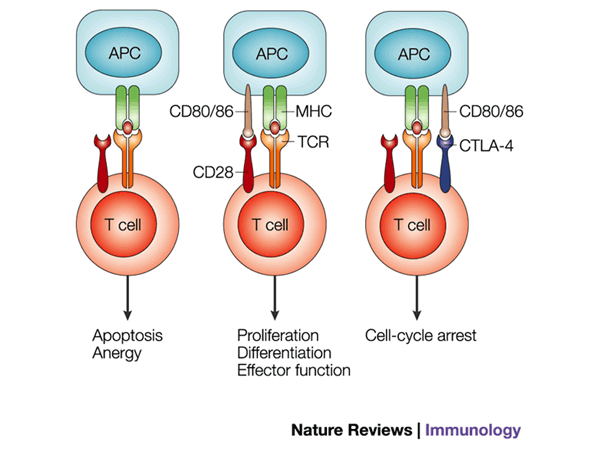 APC
APC
APC
CD80/86
MHC
CD80/86
TCR
CTLA-4
CD28
T cell
T cell
T cell
Apoptosis
Anergy
Proliferation
Differentiation
Effector function
Cell-cycle arrest
Nature Reviews | Immunology